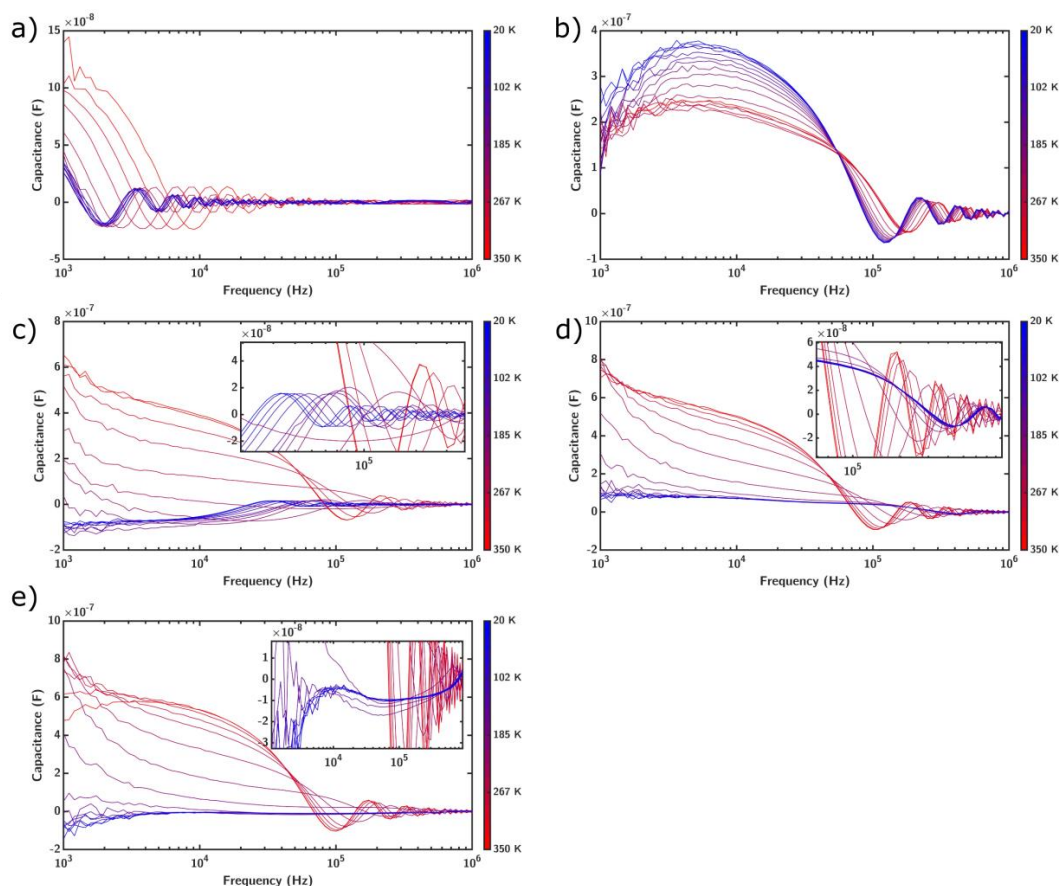 a)
×10⁻⁸
15
10
5
0
-5
Capacitance (F)
10³
10⁴
10⁵
10⁶
Frequency (Hz)
20 K
102 K
185 K
267 K
350 K
b)
×10⁻⁷
4
3
2
1
0
-1
Capacitance (F)
10³
10⁴
10⁵
10⁶
Frequency (Hz)
20 K
102 K
185 K
267 K
350 K
c)
×10⁻⁷
8
6
4
2
0
-2
Capacitance (F)
×10⁻⁸
4
2
0
-2
10⁵
10³
10⁴
10⁵
10⁶
Frequency (Hz)
20 K
102 K
185 K
267 K
350 K
d)
×10⁻⁷
10
8
6
4
2
0
-2
Capacitance (F)
×10⁻⁸
6
4
2
0
-2
10⁵
10³
10⁴
10⁵
10⁶
Frequency (Hz)
20 K
102 K
185 K
267 K
350 K
e)
×10⁻⁷
10
8
6
4
2
0
-2
Capacitance (F)
×10⁻⁸
1
0
-1
-2
-3
10⁴
10⁵
10³
10⁴
10⁵
10⁶
Frequency (Hz)
20 K
102 K
185 K
267 K
350 K